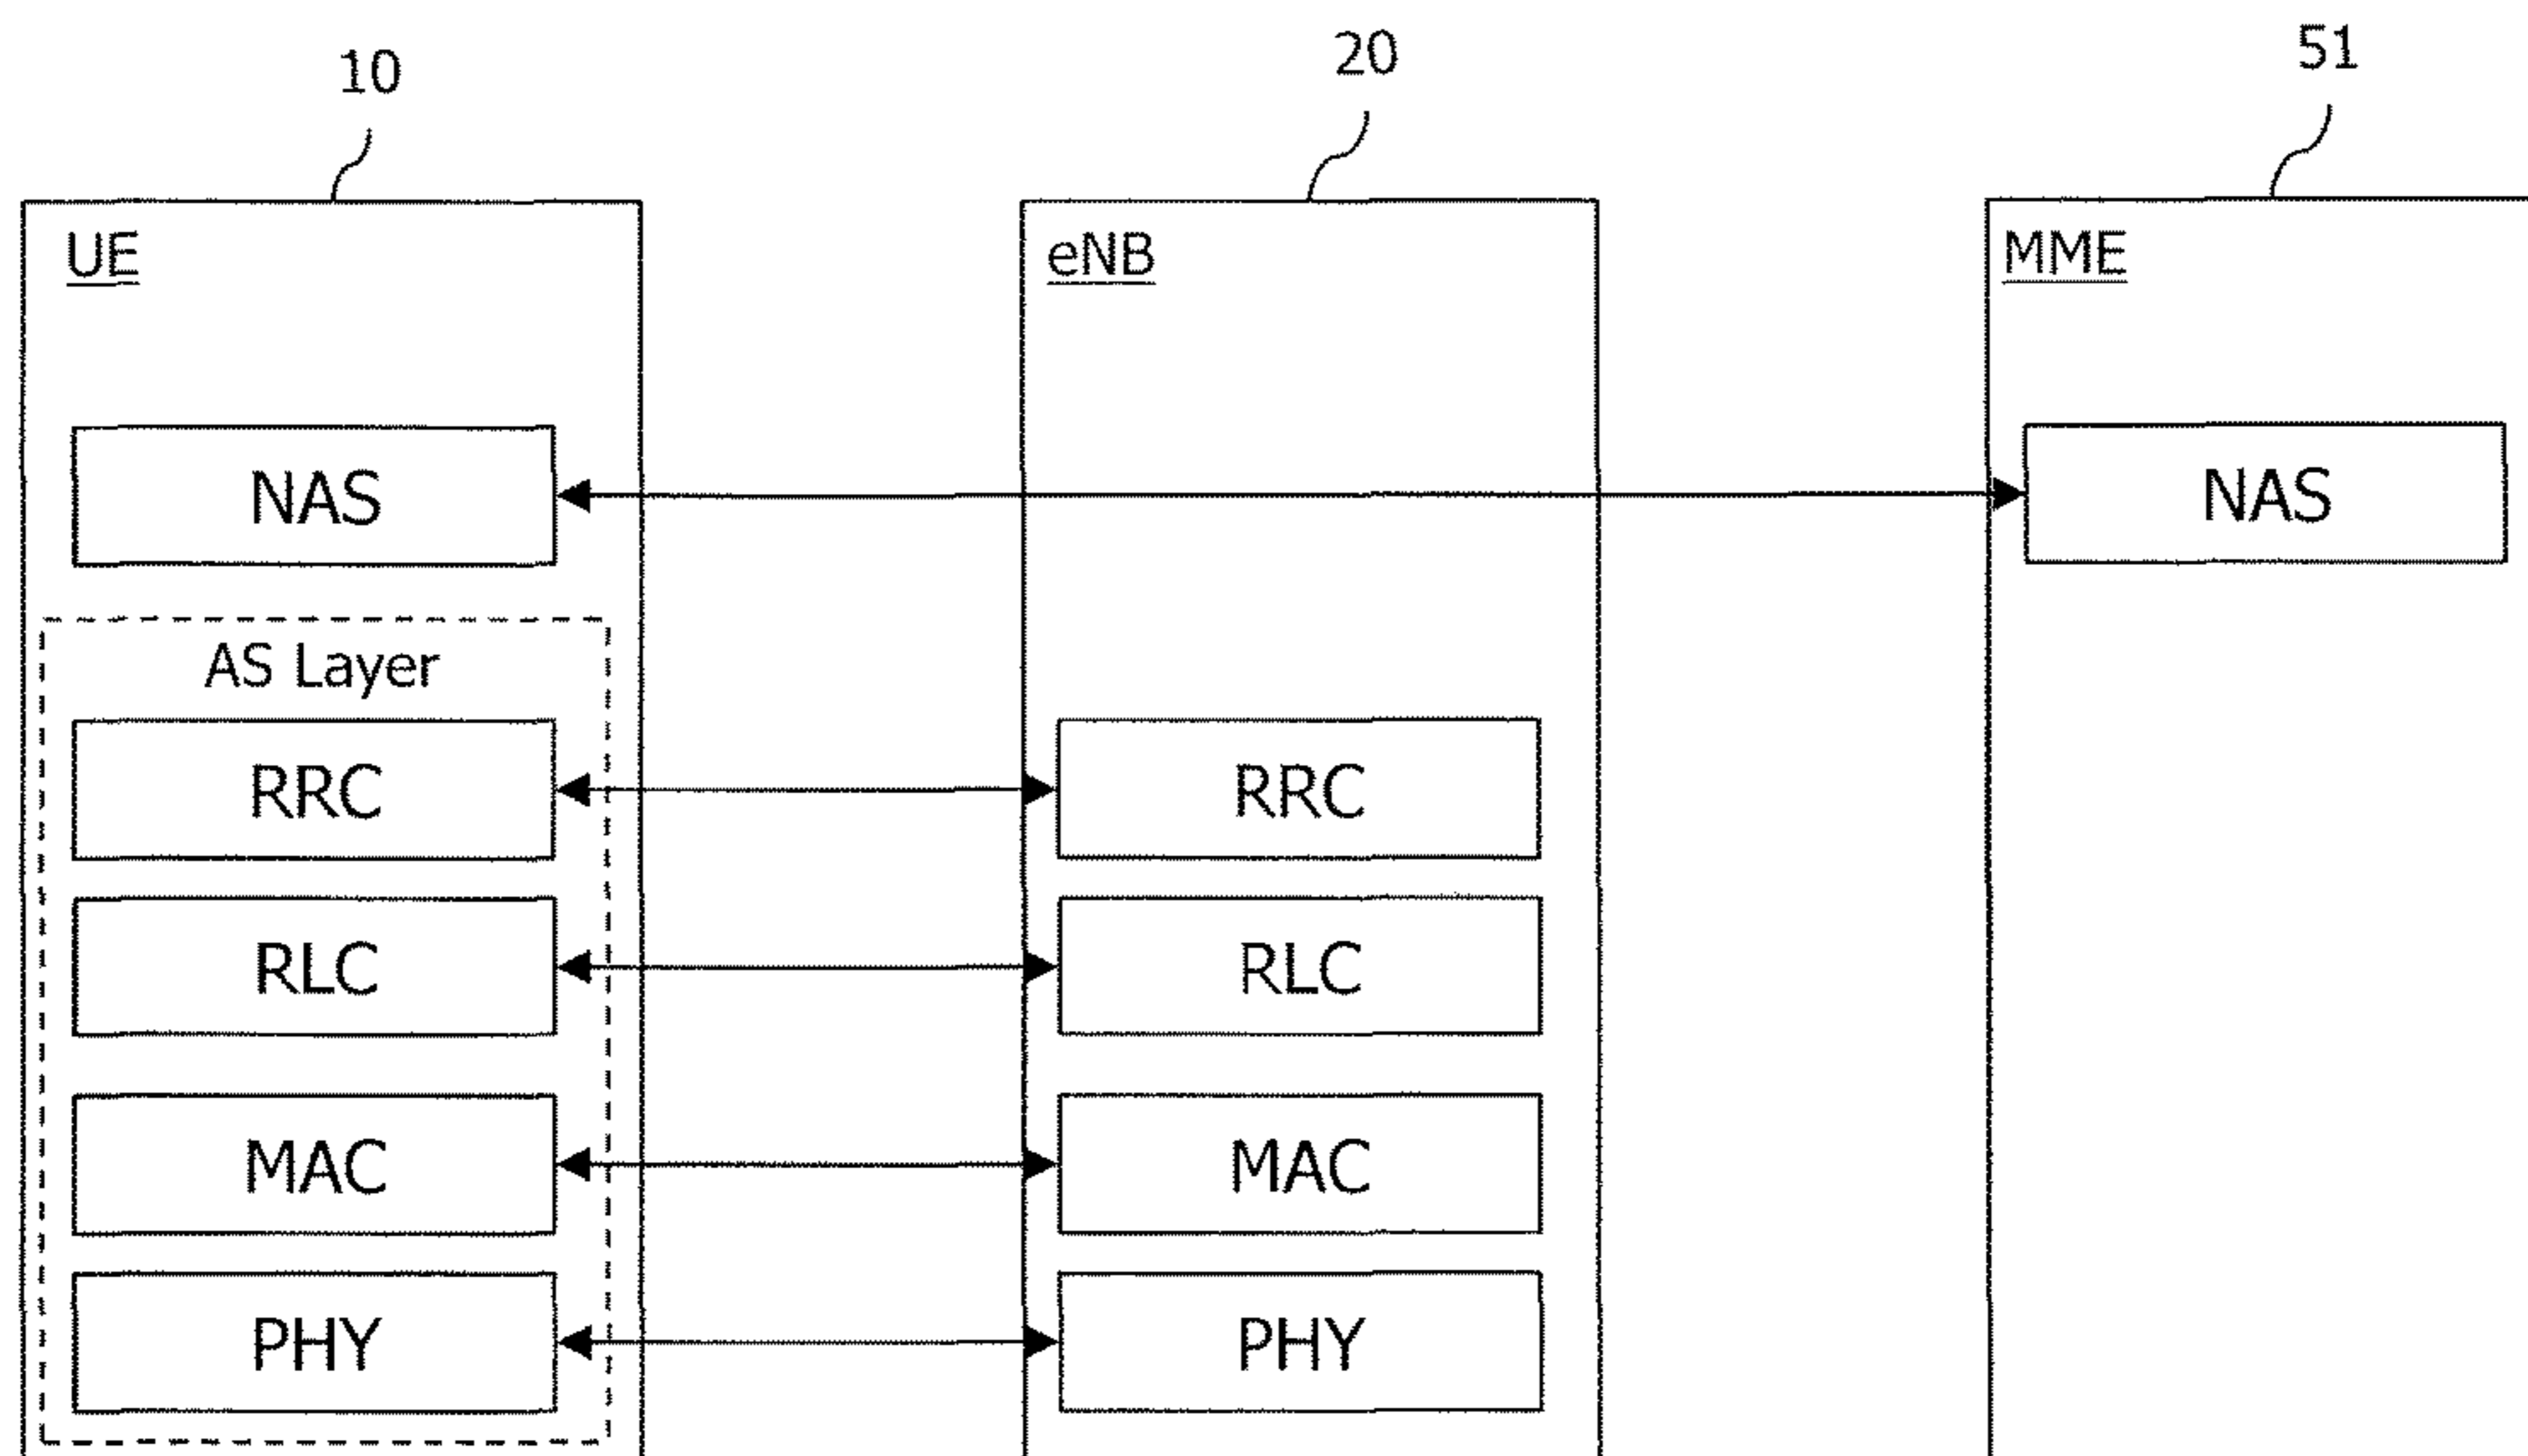 10
20
51
UE
eNB
MME
NAS
NAS
AS Layer
RRC
RRC
RLC
RLC
MAC
MAC
PHY
PHY